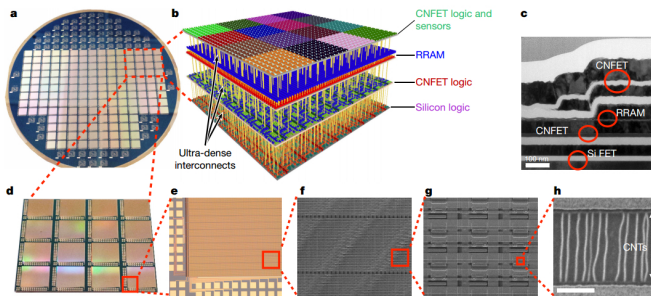 a
b
CNFET logic and
sensors
RRAM
CNFET logic
Silicon logic
Ultra-dense
interconnects
c
CNFET
RRAM
CNFET
Si FET
100 nm
d
e
f
g
h
CNTs